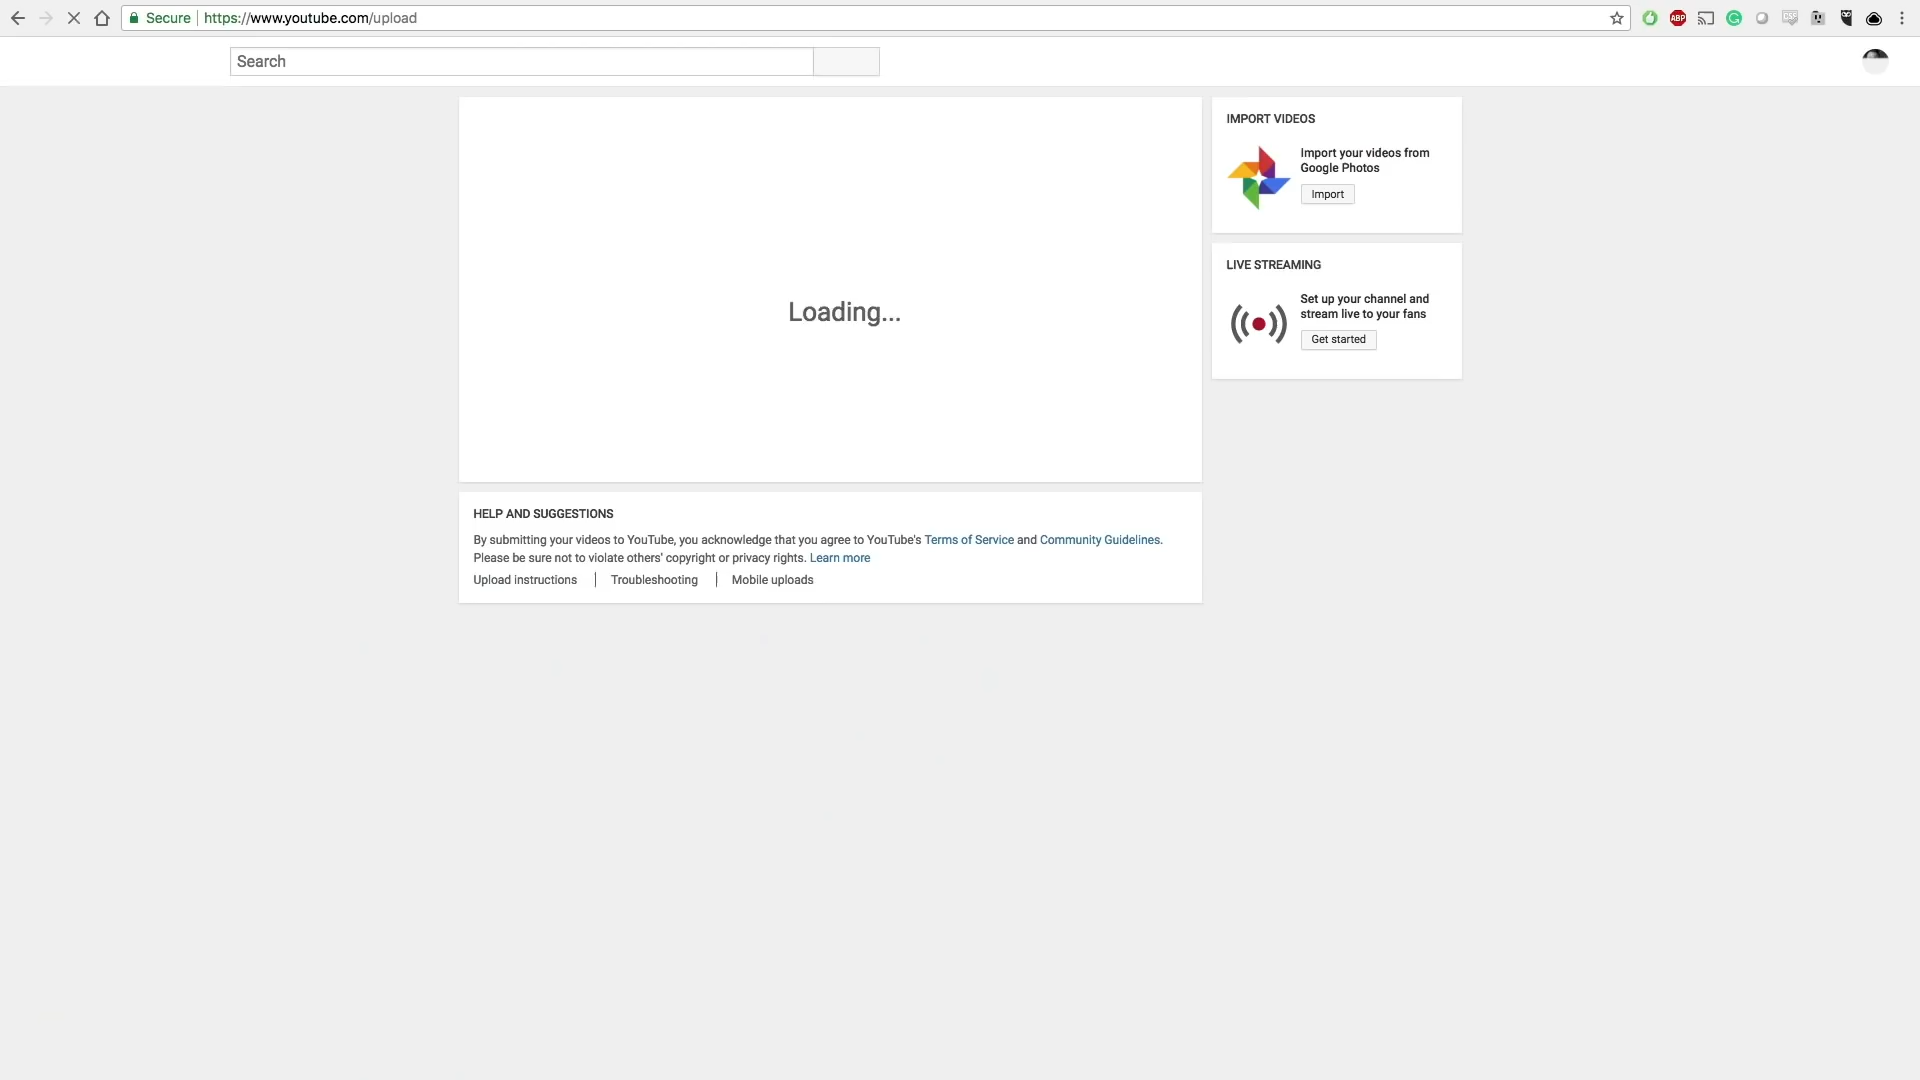 Secure https://www.youtube.com/upload
ABP
Search
IMPORT VIDEOS
Import your videos from
Google Photos
Import
LIVE STREAMING
Set up your channel and
stream live to your fans
Get started
Loading...
HELP AND SUGGESTIONS
By submitting your videos to YouTube, you acknowledge that you agree to YouTube's Terms of Service and Community Guidelines.
Please be sure not to violate others' copyright or privacy rights. Learn more
Upload instructions | Troubleshooting | Mobile uploads